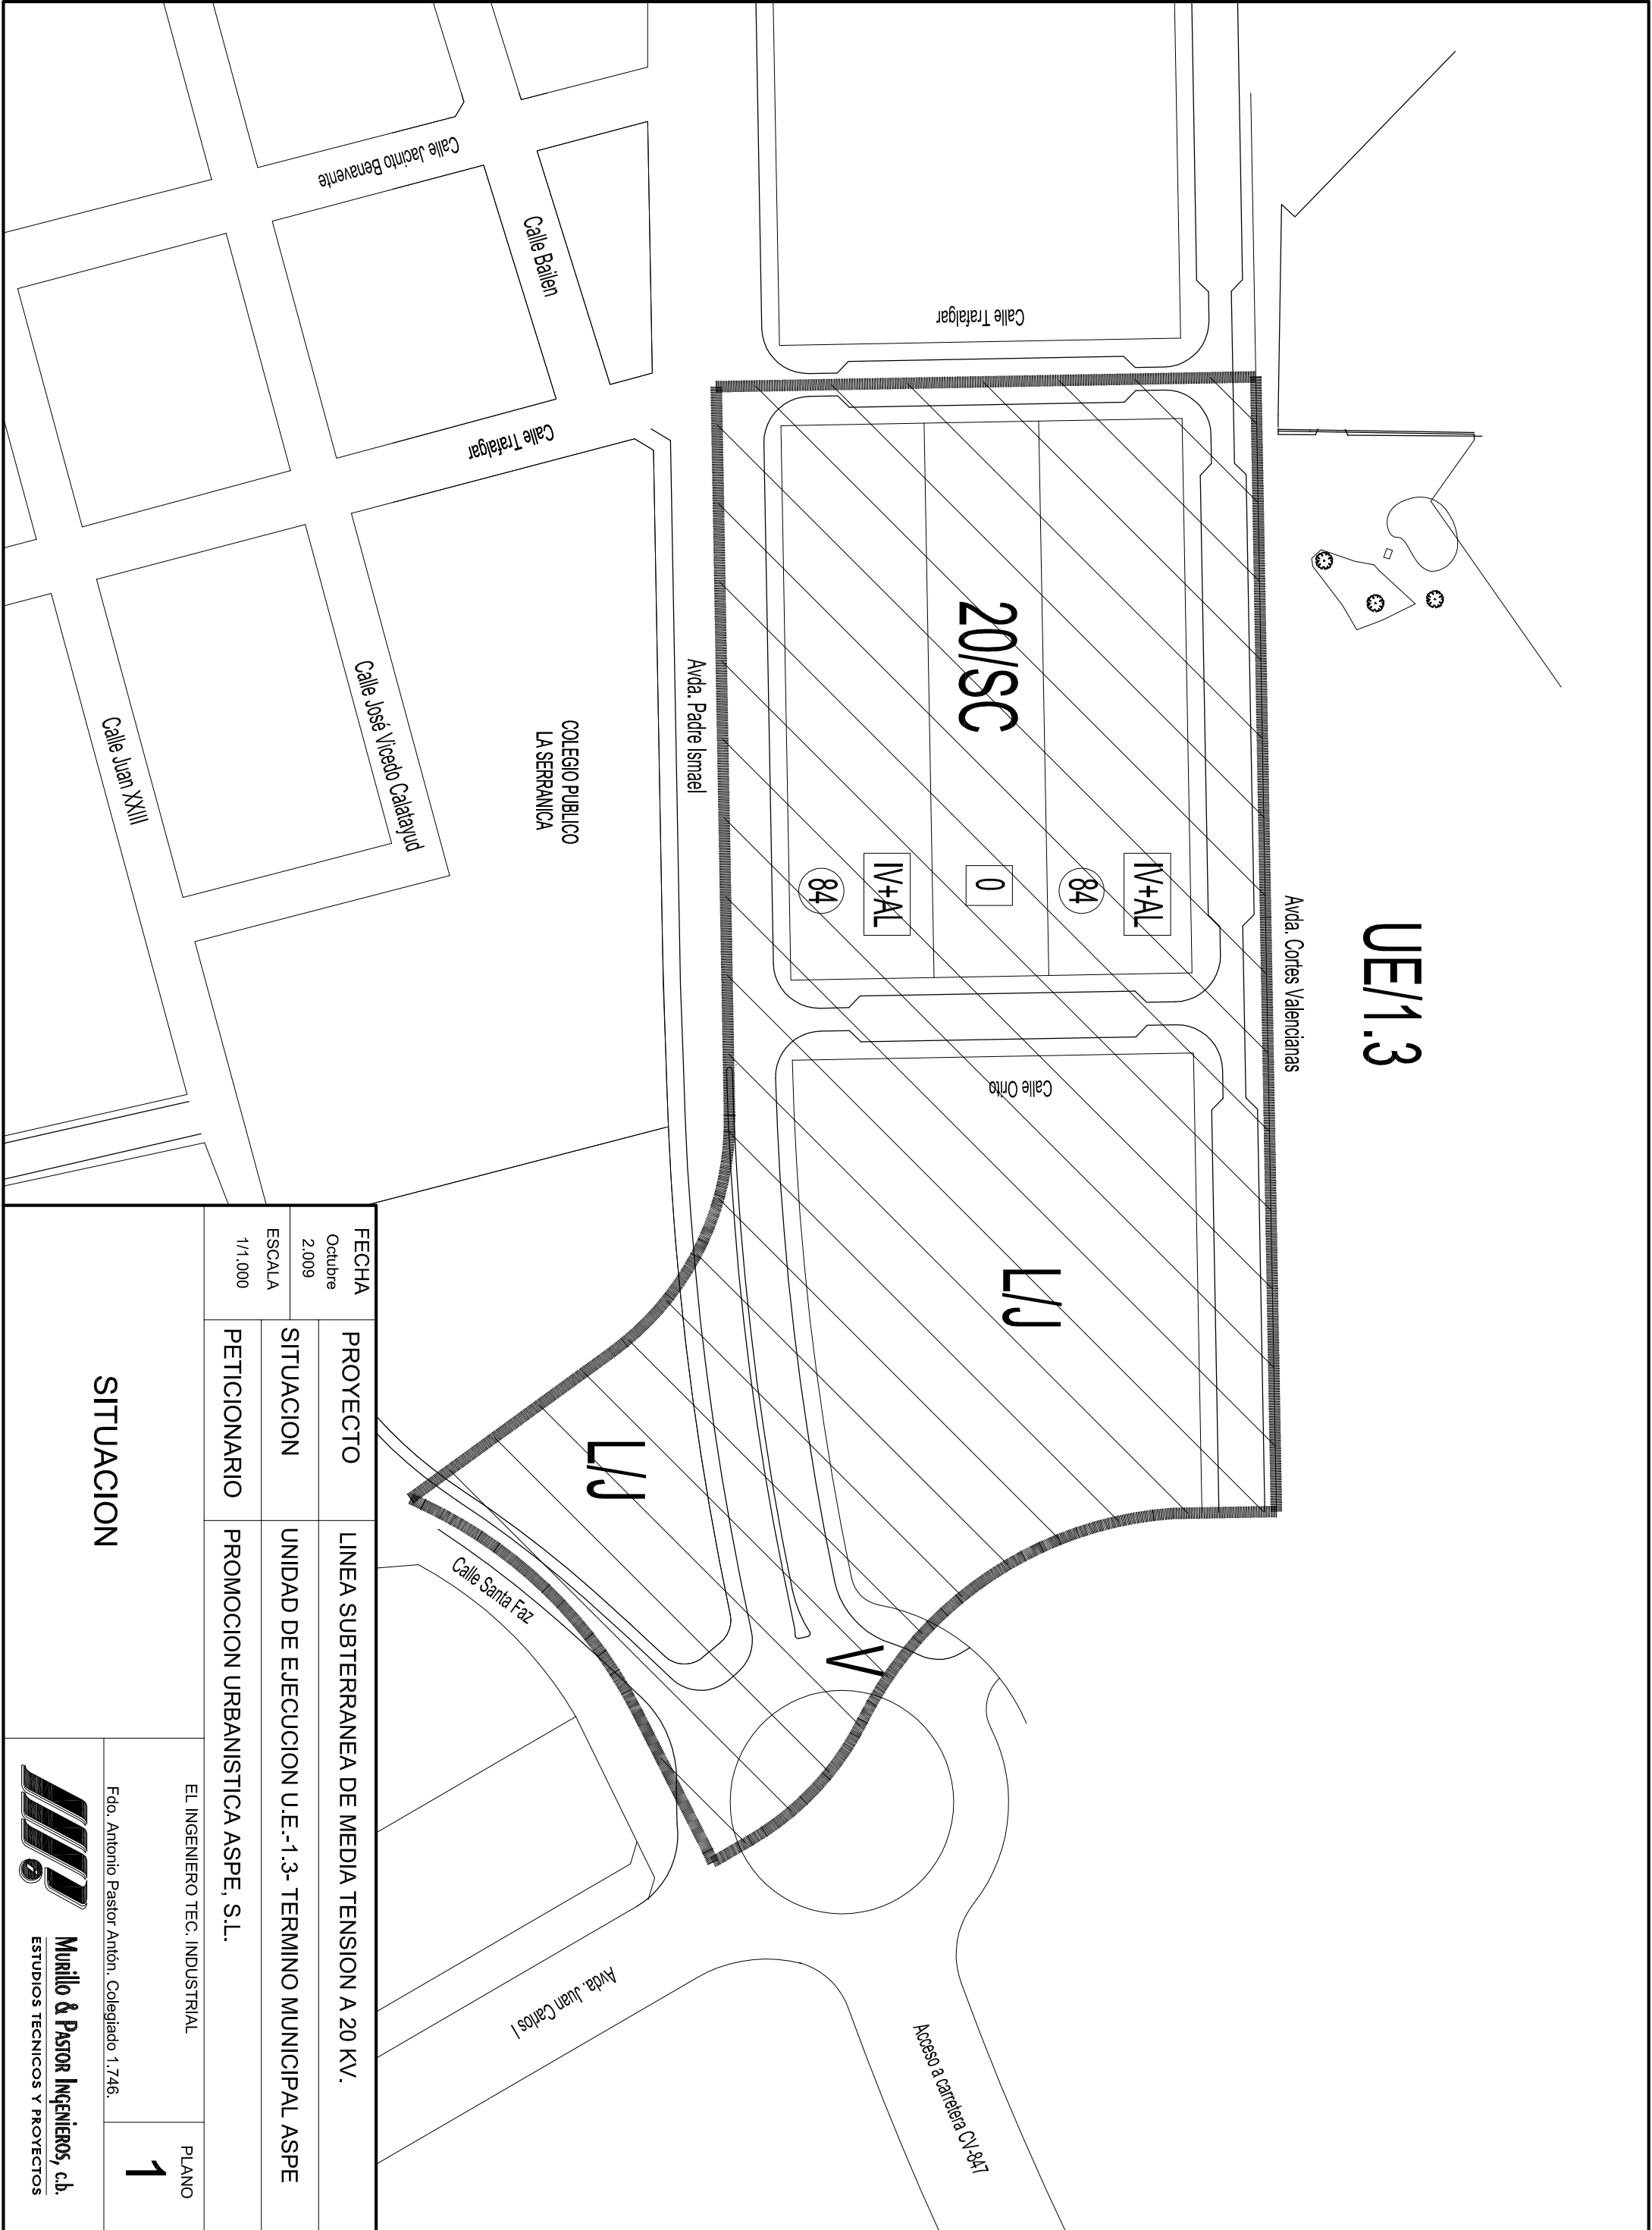 UE/1.3
Avda. Cortes Valencianas
Calle Trafalgar
20/SC
IV+AL
84
0
IV+AL
84
Calle Orito
L/J
L/J
V
Avda. Padre Ismael
COLEGIO PUBLICO
LA SERRANICA
Calle Jacinto Benavente
Calle Bailen
Calle Trafalgar
Calle José Vicedo Calatayud
Calle Juan XXIII
Calle Santa Faz
Avda. Juan Carlos I
Acceso a carretera CV-847
FECHA
Octubre
2.009
ESCALA
1/1.000
PROYECTO
LINEA SUBTERRANEA DE MEDIA TENSION A 20 KV.
SITUACION
UNIDAD DE EJECUCION U.E.-1.3- TERMINO MUNICIPAL ASPE
PETICIONARIO
PROMOCION URBANISTICA ASPE, S.L.
SITUACION
EL INGENIERO TEC. INDUSTRIAL
Fdo. Antonio Pastor Antón. Colegiado 1.746.
PLANO
1
Murillo & Pastor Ingenieros, c.b.
ESTUDIOS TECNICOS Y PROYECTOS